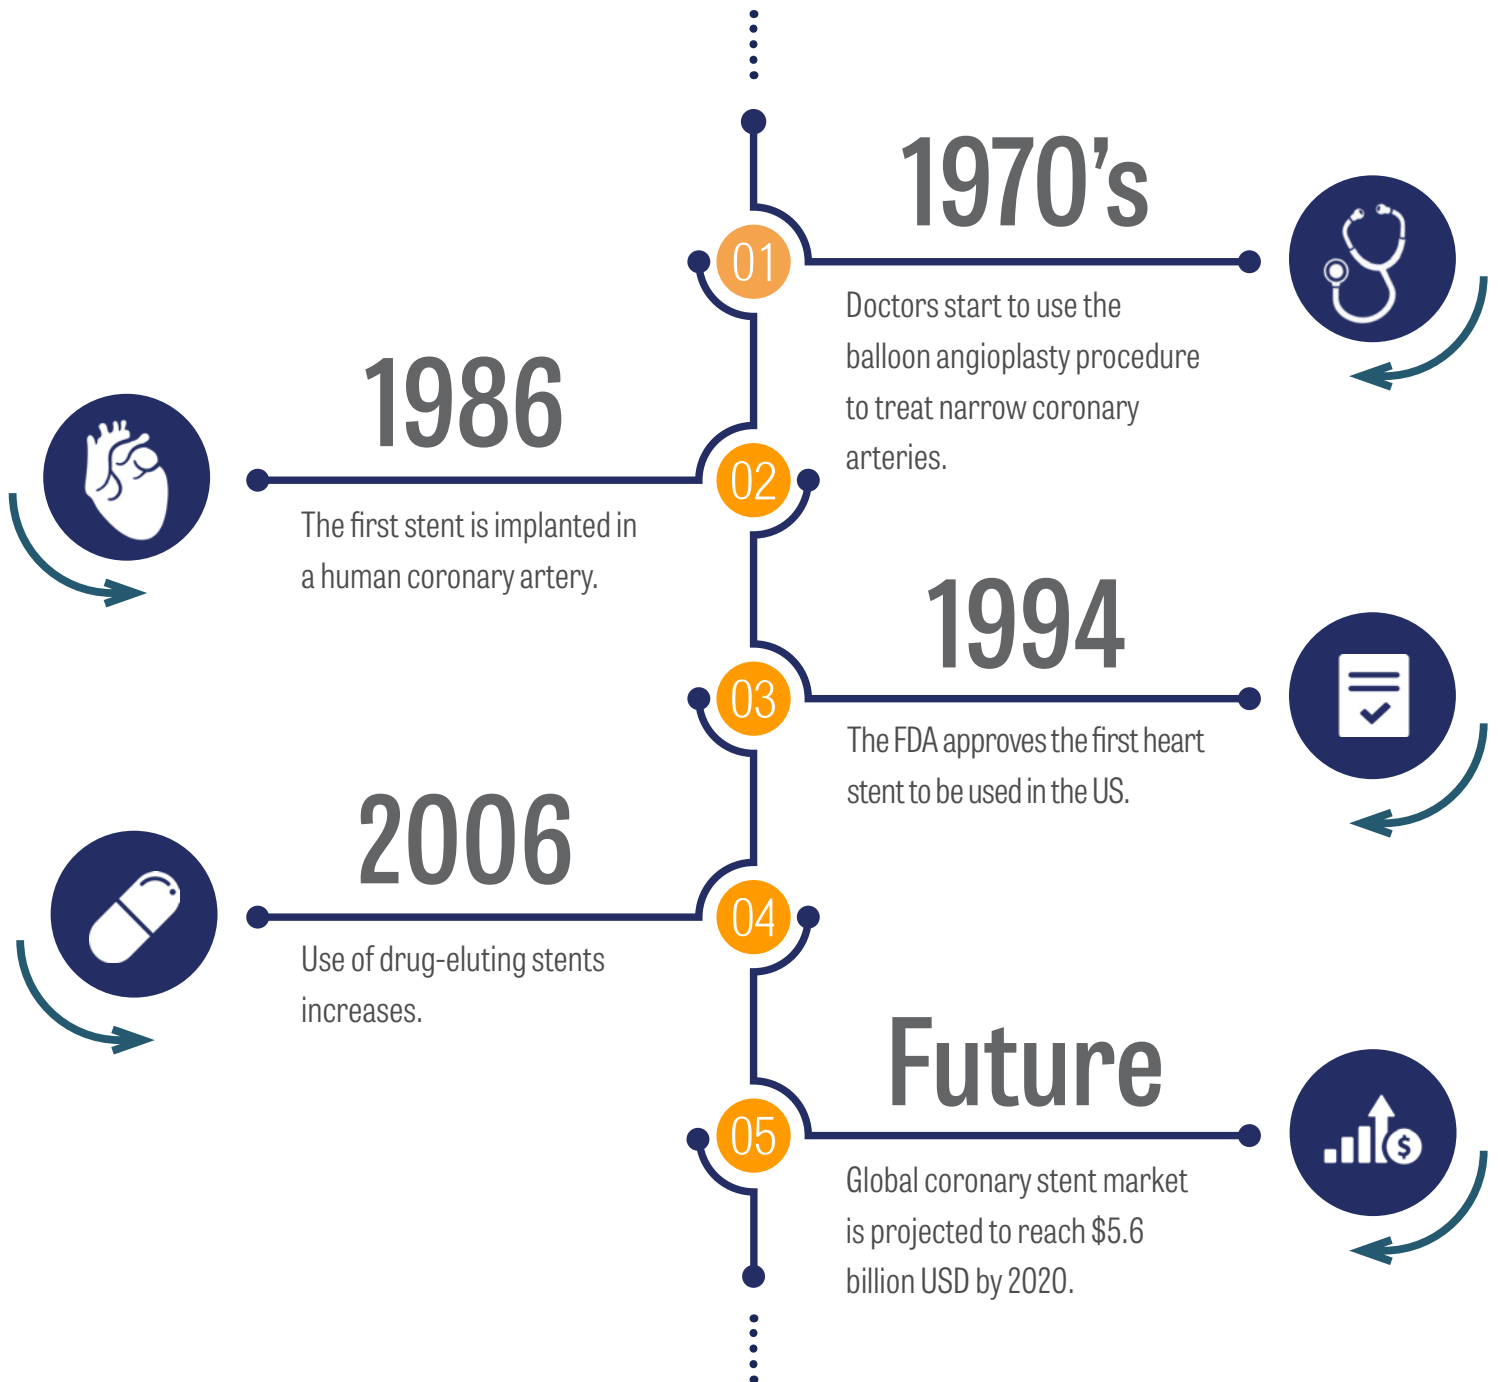 1970’s
01
Doctors start to use the
balloon angioplasty procedure
to treat narrow coronary
arteries.
1986
02
The first stent is implanted in
a human coronary artery.
1994
03
The FDA approves the first heart
stent to be used in the US.
2006
04
Use of drug-eluting stents
increases.
Future
05
Global coronary stent market
is projected to reach $5.6
billion USD by 2020.
$